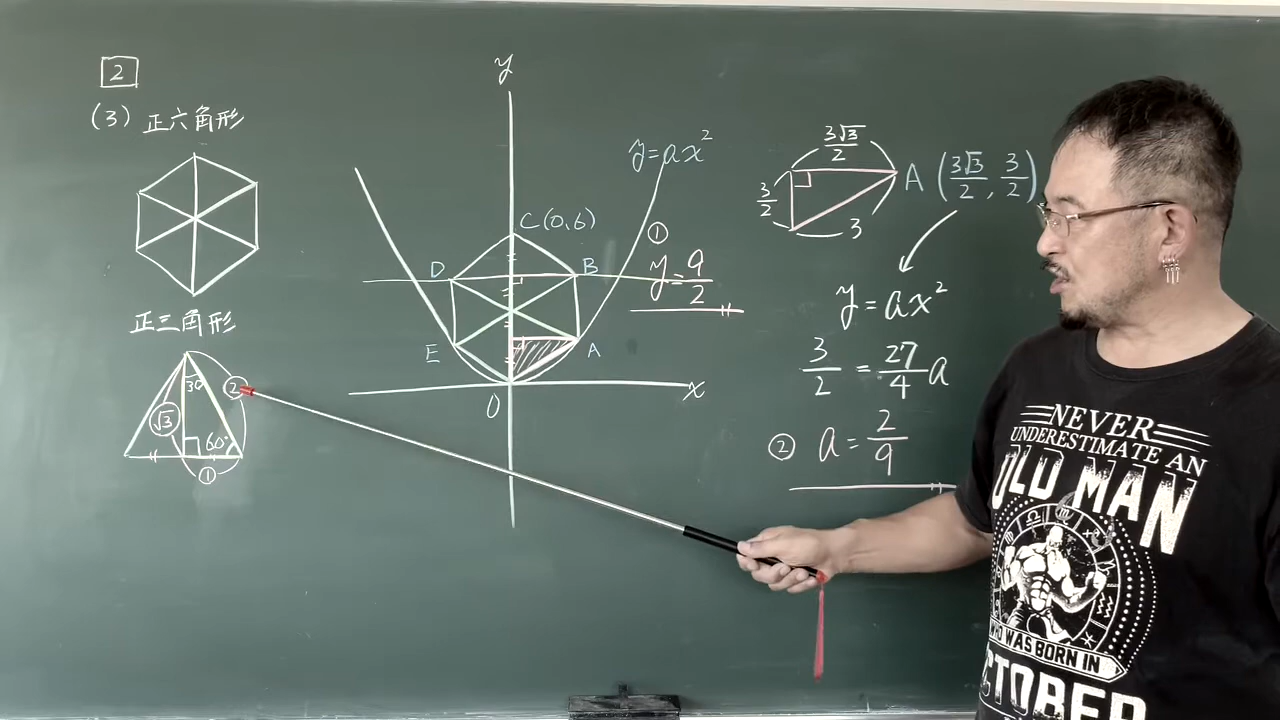 2
(3) 正六角形
正三角形
30
2
√3
60°
1
y
y=ax²
C(0,6)
D
B
① y=9/2
E
A
O
x
3√3/2
3/2
3
A (3√3/2, 3/2)
y=ax²
3/2 = 27/4 a
② a = 2/9
NEVER
UNDERESTIMATE AN
OLD MAN
WHO WAS BORN IN
OCTOBER